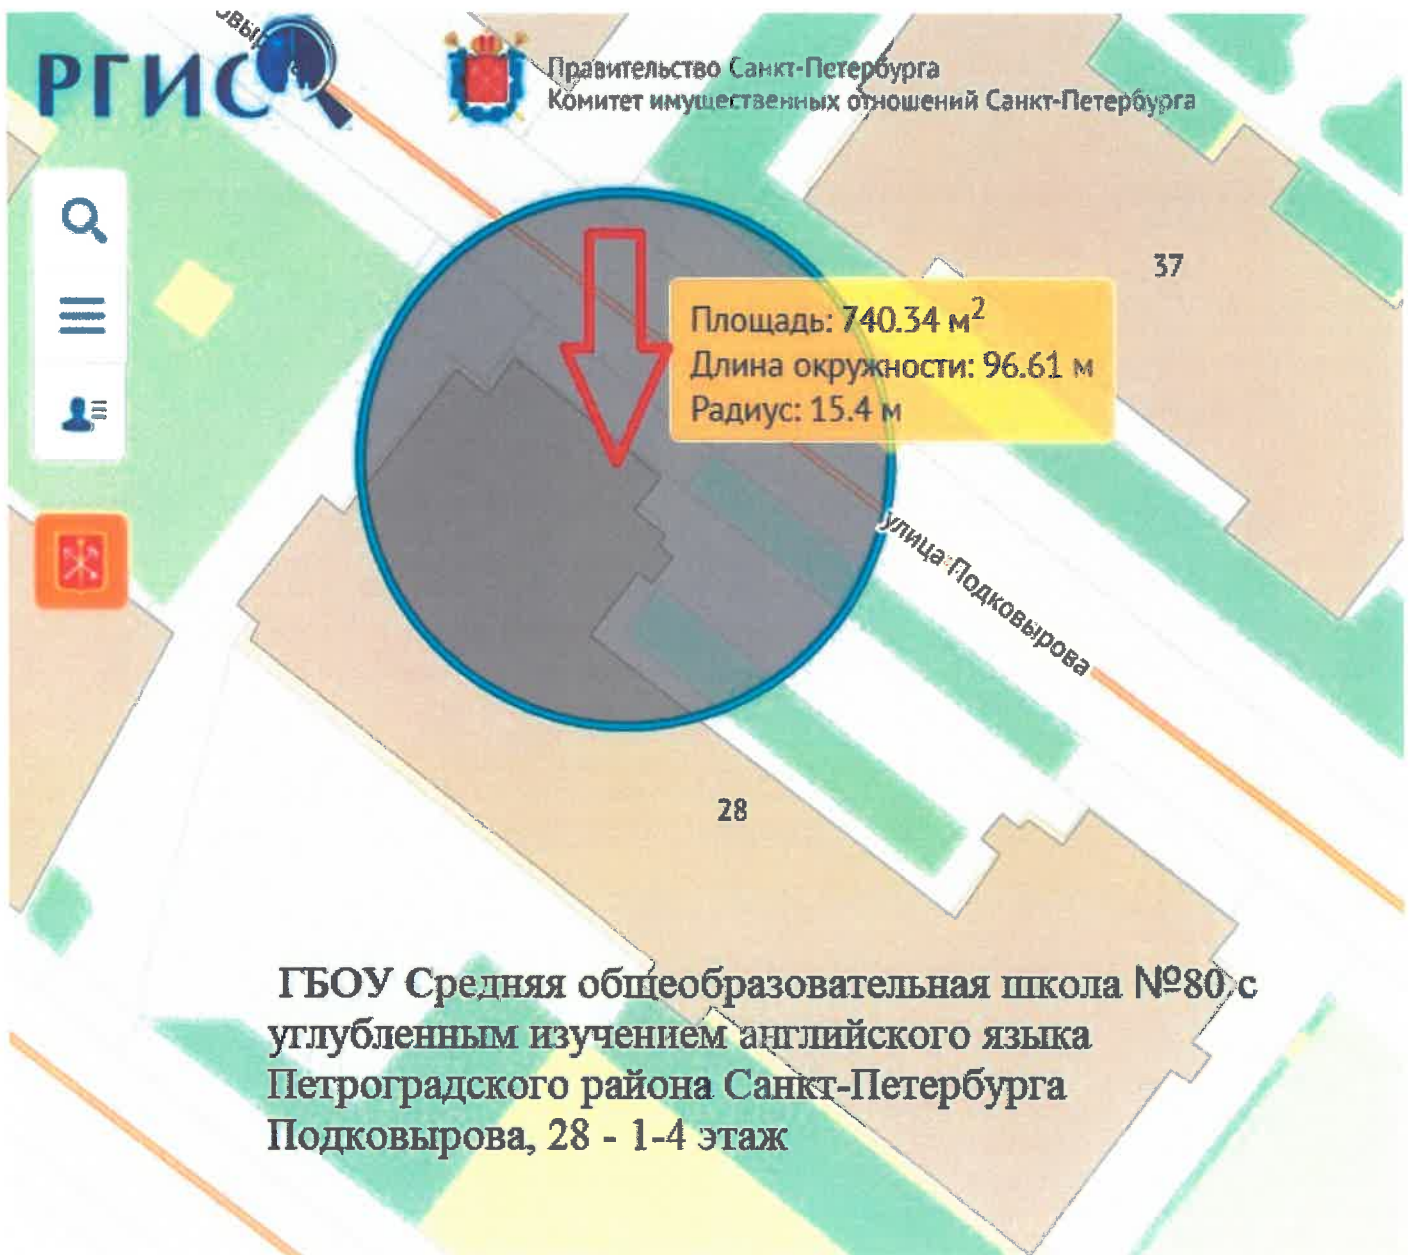 РГИС
Правительство Санкт-Петербурга
Комитет имущественных отношений Санкт-Петербурга
37
Площадь: 740.34 м²
Длина окружности: 96.61 м
Радиус: 15.4 м
улица Подковырова
28
ГБОУ Средняя общеобразовательная школа №80 с
углубленным изучением английского языка
Петроградского района Санкт-Петербурга
Подковырова, 28 - 1-4 этаж